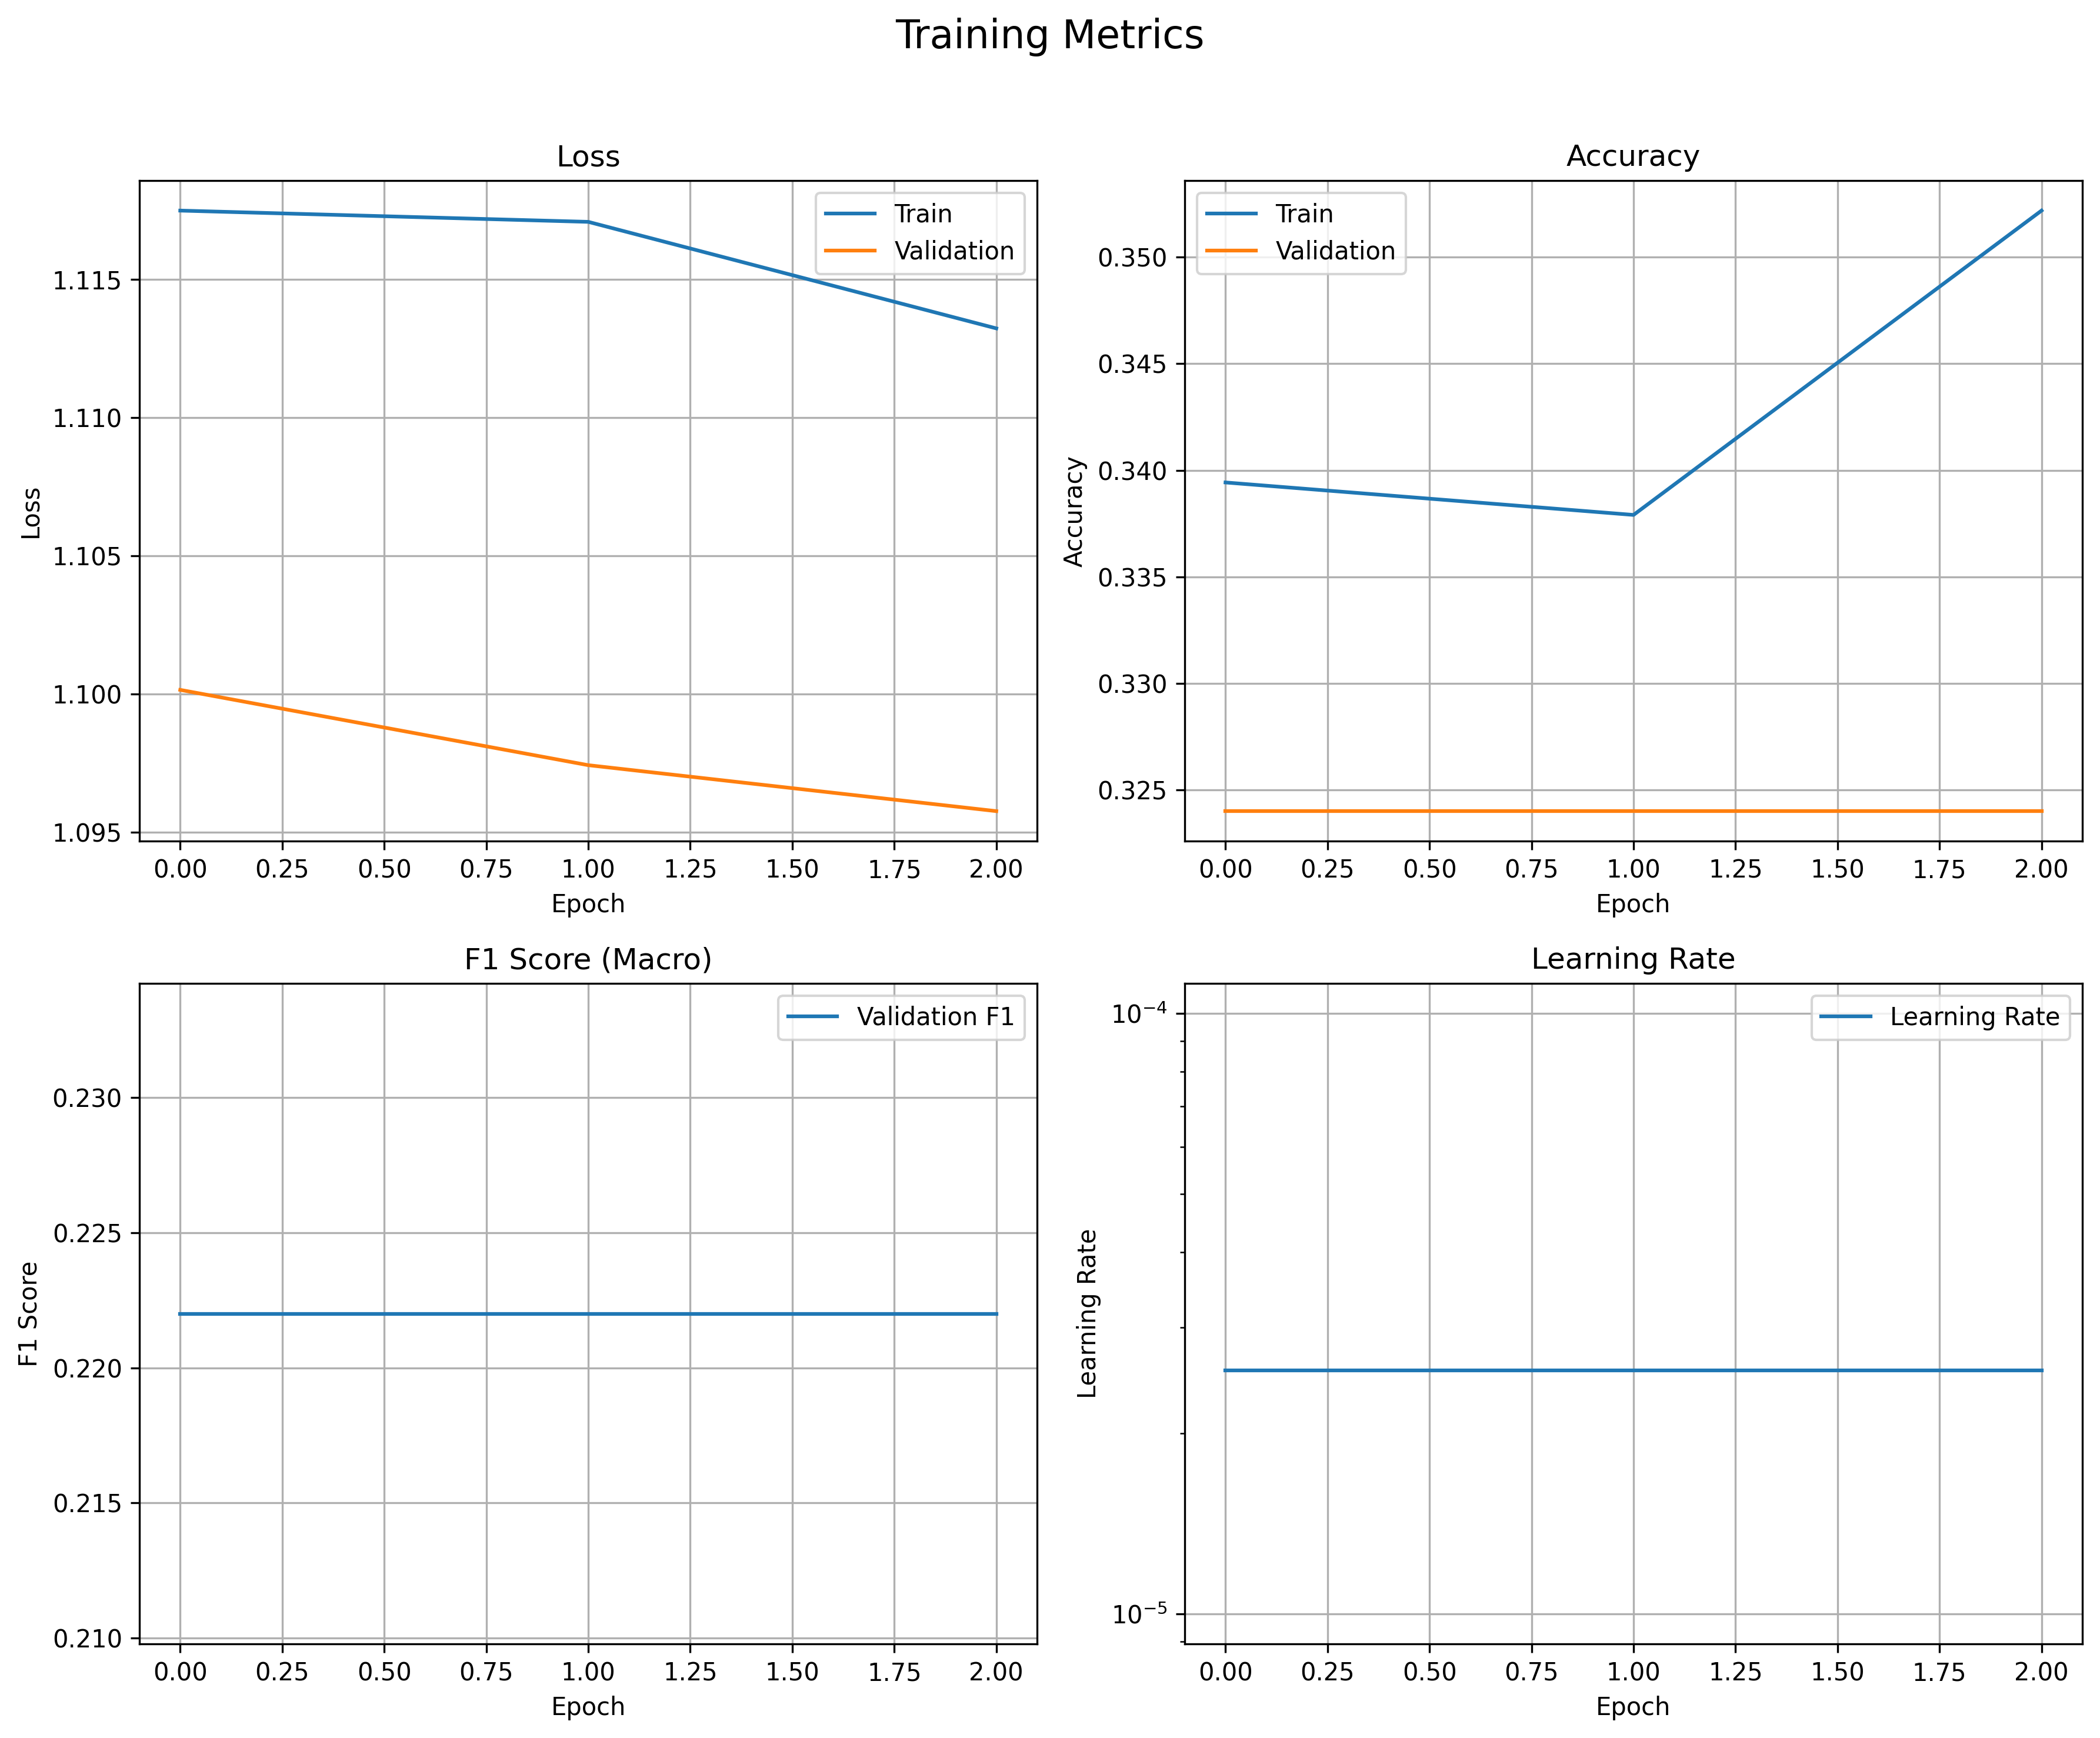 Training Metrics
Loss
Train
Validation
1.115
1.110
1.105
1.100
1.095
Loss
0.00 0.25 0.50 0.75 1.00 1.25 1.50 1.75 2.00
Epoch
Accuracy
Train
Validation
0.350
0.345
0.340
0.335
0.330
0.325
Accuracy
0.00 0.25 0.50 0.75 1.00 1.25 1.50 1.75 2.00
Epoch
F1 Score (Macro)
Validation F1
0.230
0.225
0.220
0.215
0.210
F1 Score
0.00 0.25 0.50 0.75 1.00 1.25 1.50 1.75 2.00
Epoch
Learning Rate
Learning Rate
10⁻⁴
10⁻⁵
Learning Rate
0.00 0.25 0.50 0.75 1.00 1.25 1.50 1.75 2.00
Epoch